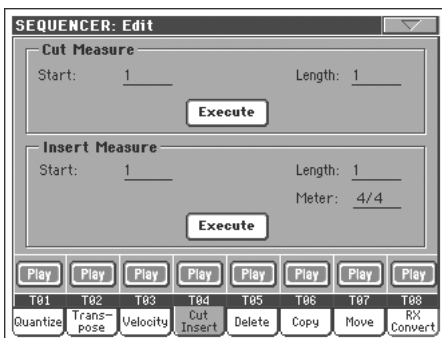 SEQUENCER: Edit
Cut Measure
Start: 1 Length: 1
Execute
Insert Measure
Start: 1 Length: 1
Meter: 4/4
Execute
Play Play Play Play Play Play Play Play
T01 T02 T03 T04 T05 T06 T07 T08
Quantize Trans- Velocity Cut Delete Copy Move RX
pose Insert Convert